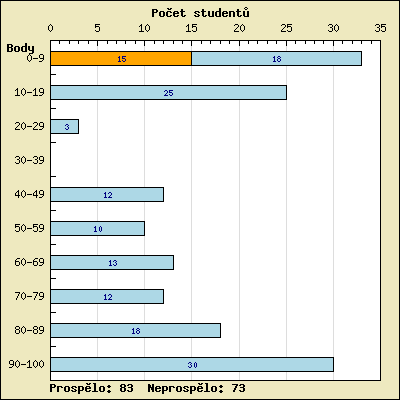 Počet studentů
0 5 10 15 20 25 30 35
Body
0-9 15 18
10-19 25
20-29 3
30-39
40-49 12
50-59 10
60-69 13
70-79 12
80-89 18
90-100 30
Prospělo: 83 Neprospělo: 73